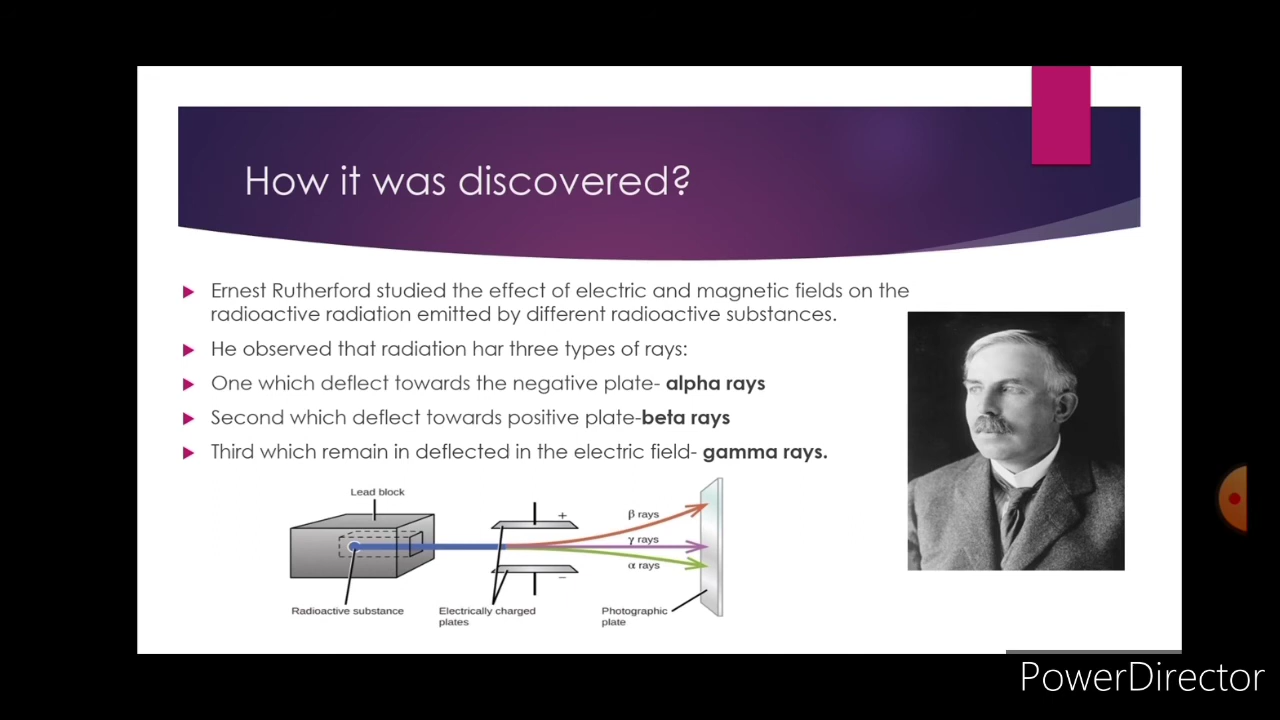 How it was discovered?
Ernest Rutherford studied the effect of electric and magnetic fields on the
radioactive radiation emitted by different radioactive substances.
He observed that radiation har three types of rays:
One which deflect towards the negative plate- alpha rays
Second which deflect towards positive plate-beta rays
Third which remain in deflected in the electric field- gamma rays.
Lead block
+
β rays
γ rays
α rays
−
Radioactive substance
Electrically charged
plates
Photographic
plate
PowerDirector